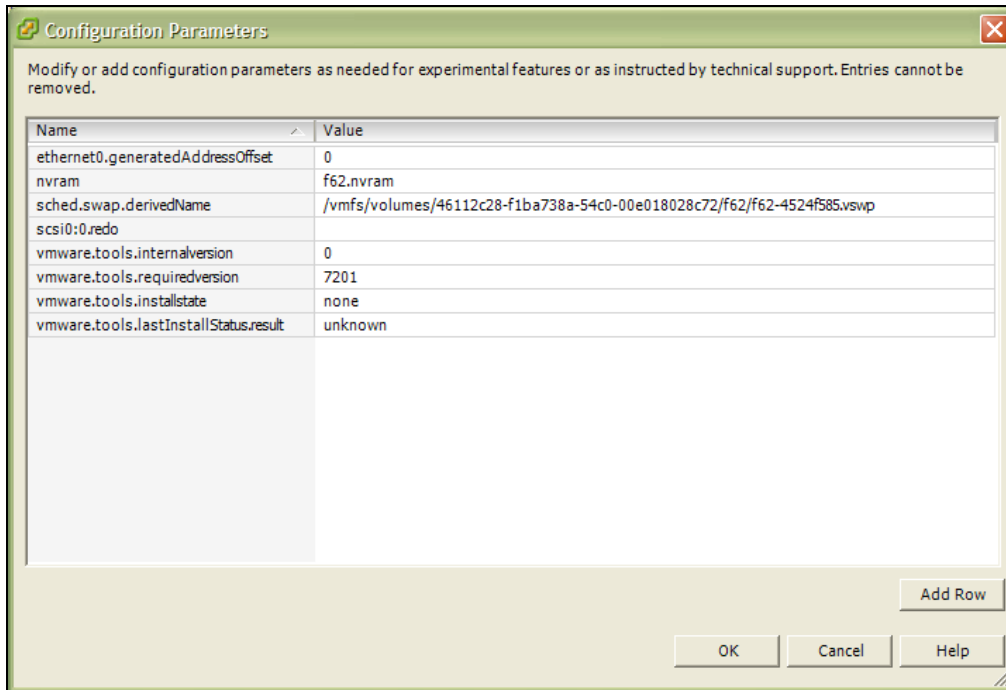 Configuration Parameters
Modify or add configuration parameters as needed for experimental features or as instructed by technical support. Entries cannot be
removed.
Name Value
ethernet0.generatedAddressOffset 0
nvram f62.nvram
sched.swap.derivedName /vmfs/volumes/46112c28-f1ba738a-54c0-00e018028c72/f62/f62-4524f585.vswp
scsi0:0.redo
vmware.tools.internalversion 0
vmware.tools.requiredversion 7201
vmware.tools.installstate none
vmware.tools.lastInstallStatus.result unknown
Add Row
OK Cancel Help